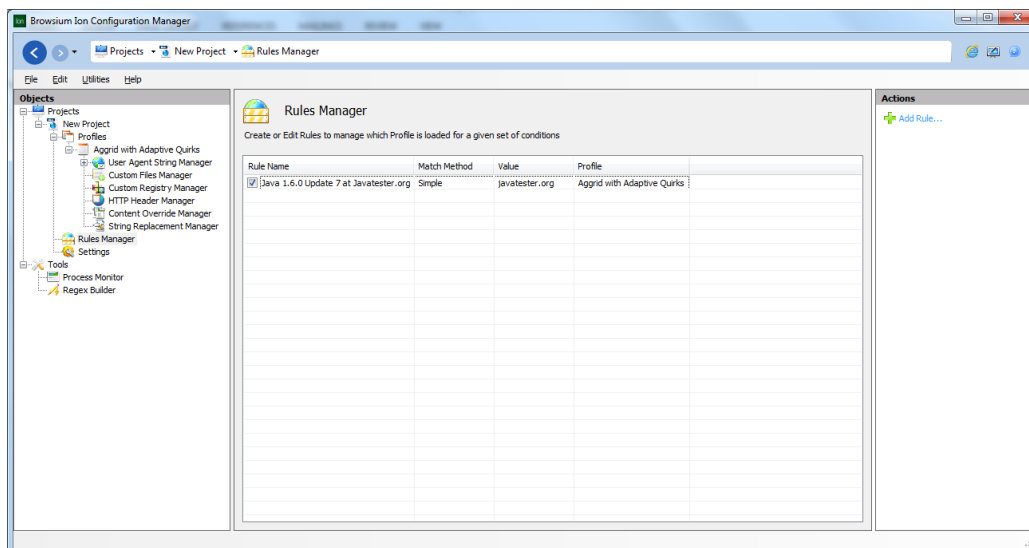 Ion Browsium Ion Configuration Manager
Projects New Project Rules Manager
File Edit Utilities Help
Objects
Projects
New Project
Profiles
Aggrid with Adaptive Quirks
User Agent String Manager
Custom Files Manager
Custom Registry Manager
HTTP Header Manager
Content Override Manager
String Replacement Manager
Rules Manager
Settings
Tools
Process Monitor
Regex Builder
Rules Manager
Create or Edit Rules to manage which Profile is loaded for a given set of conditions
Rule Name Match Method Value Profile
Java 1.6.0 Update 7 at Javatester.org Simple javatester.org Aggrid with Adaptive Quirks
Actions
Add Rule...